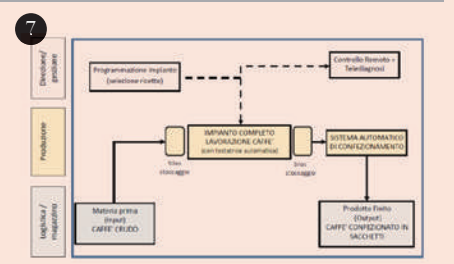 7
Direzione/
gestione
Programmazione Impianto
(selezione ricetta)
Controllo Remoto +
Telediagnosi
Produzione
IMPIANTO COMPLETO
LAVORAZIONE CAFFE'
(con tostatrice automatica)
SISTEMA AUTOMATICO
DI CONFEZIONAMENTO
Silos
stoccaggio
Silos
stoccaggio
Logistica /
magazzino
Materia prima
(Input)
CAFFE' CRUDO
Prodotto Finito
(Output)
CAFFE' CONFEZIONATO IN
SACCHETTI